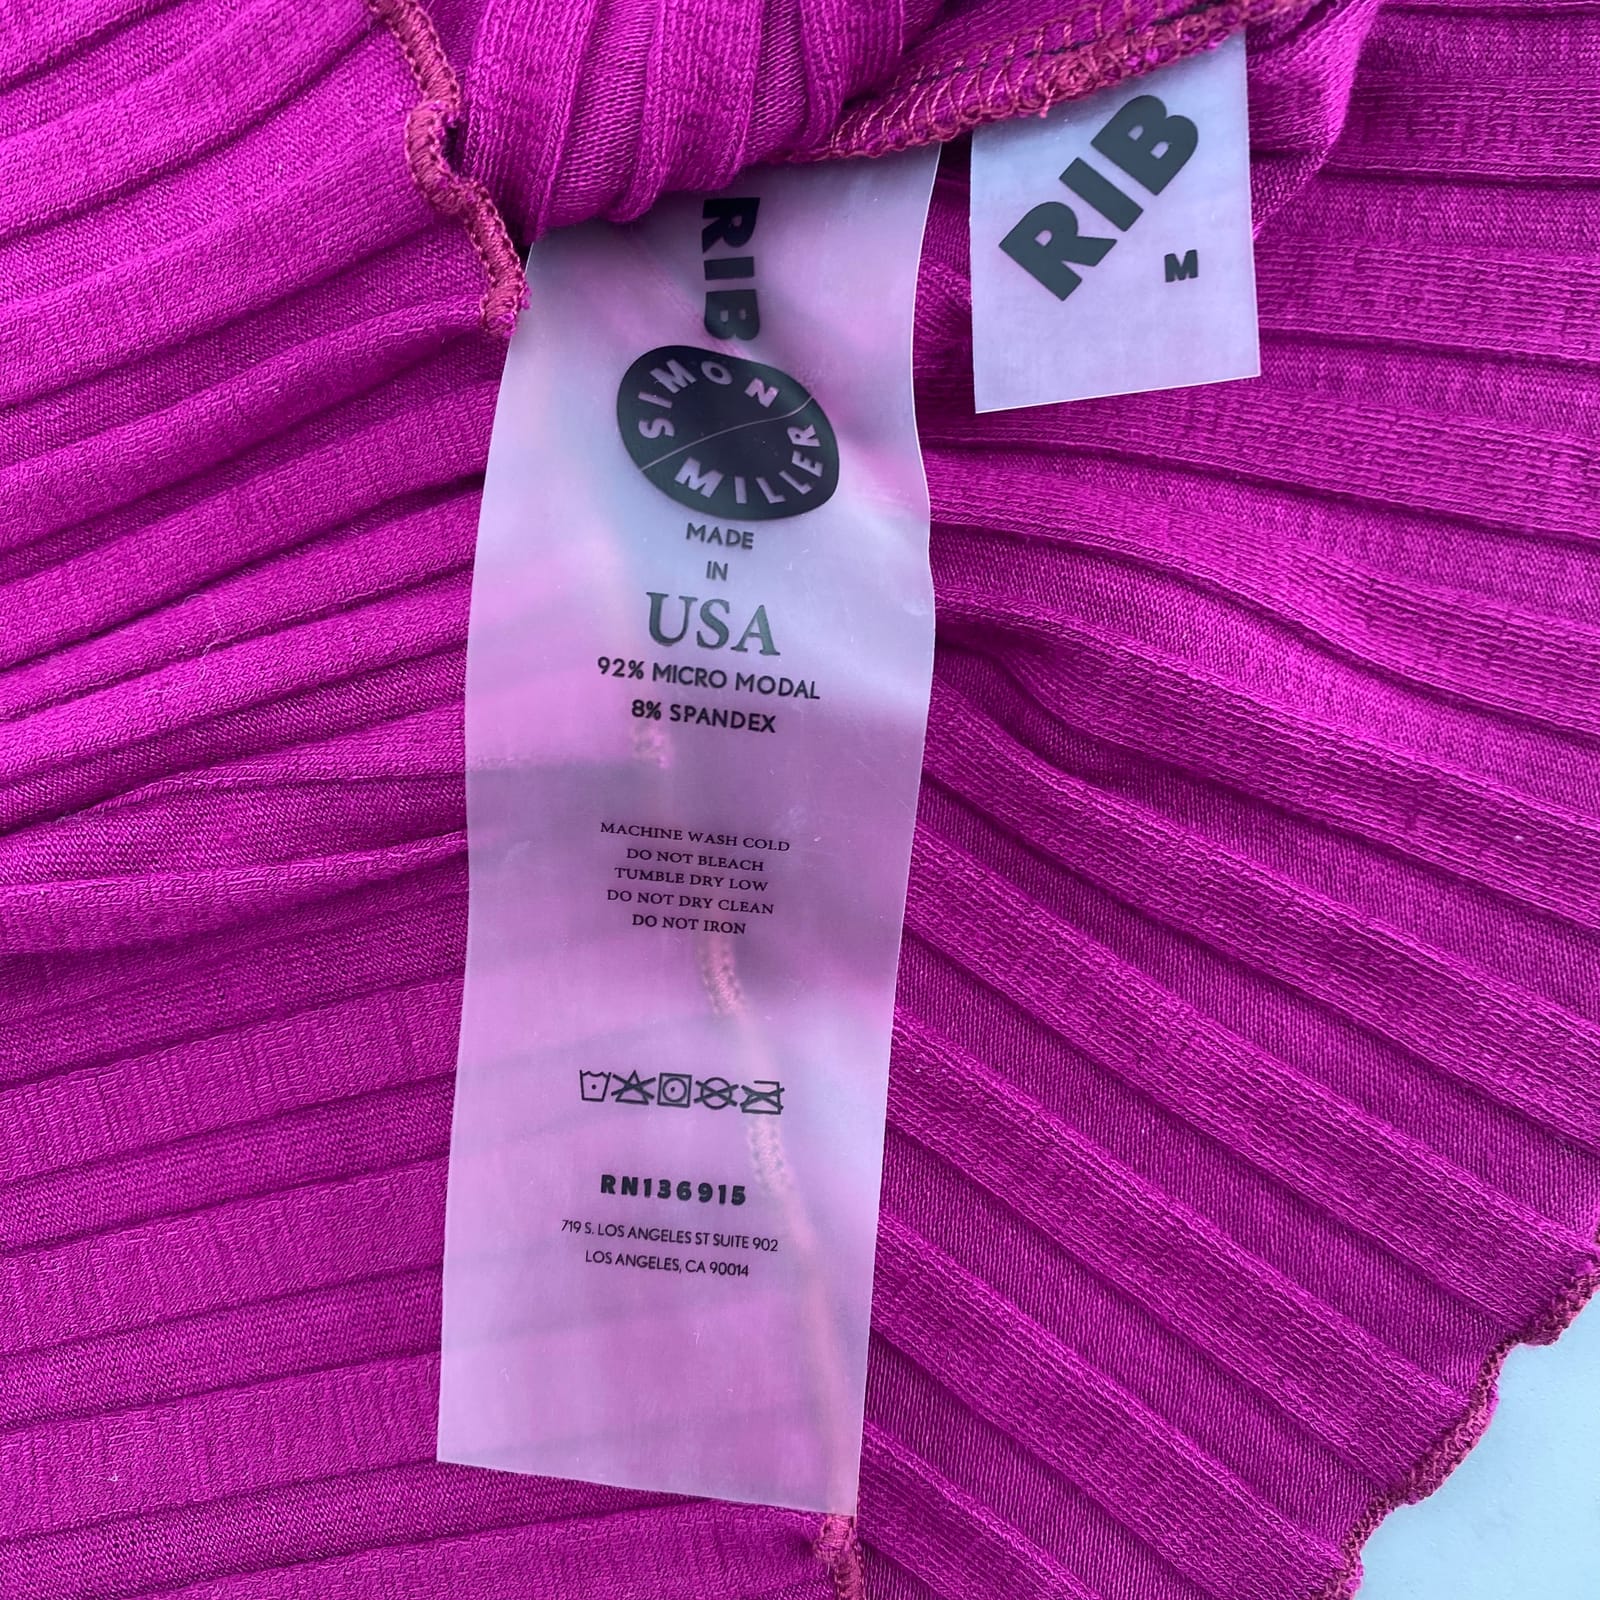 RIB
M
RIB
SIMON
MILLER
MADE
IN
USA
92% MICRO MODAL
8% SPANDEX
MACHINE WASH COLD
DO NOT BLEACH
TUMBLE DRY LOW
DO NOT DRY CLEAN
DO NOT IRON
RN136915
719 S. LOS ANGELES ST SUITE 902
LOS ANGELES, CA 90014